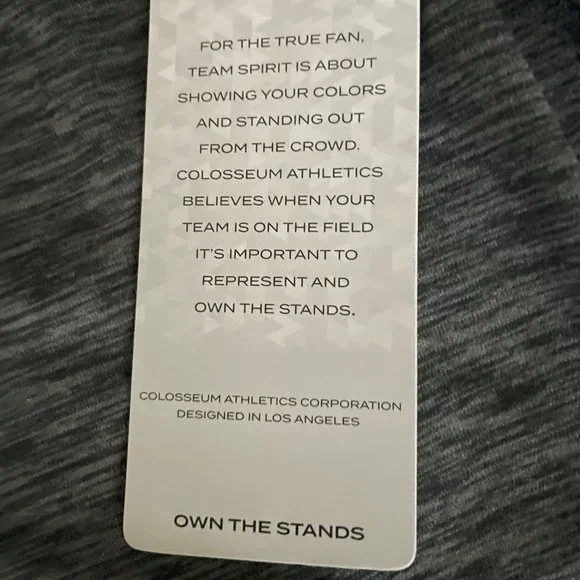 FOR THE TRUE FAN,
TEAM SPIRIT IS ABOUT
SHOWING YOUR COLORS
AND STANDING OUT
FROM THE CROWD.
COLOSSEUM ATHLETICS
BELIEVES WHEN YOUR
TEAM IS ON THE FIELD
IT'S IMPORTANT TO
REPRESENT AND
OWN THE STANDS.
COLOSSEUM ATHLETICS CORPORATION
DESIGNED IN LOS ANGELES
OWN THE STANDS